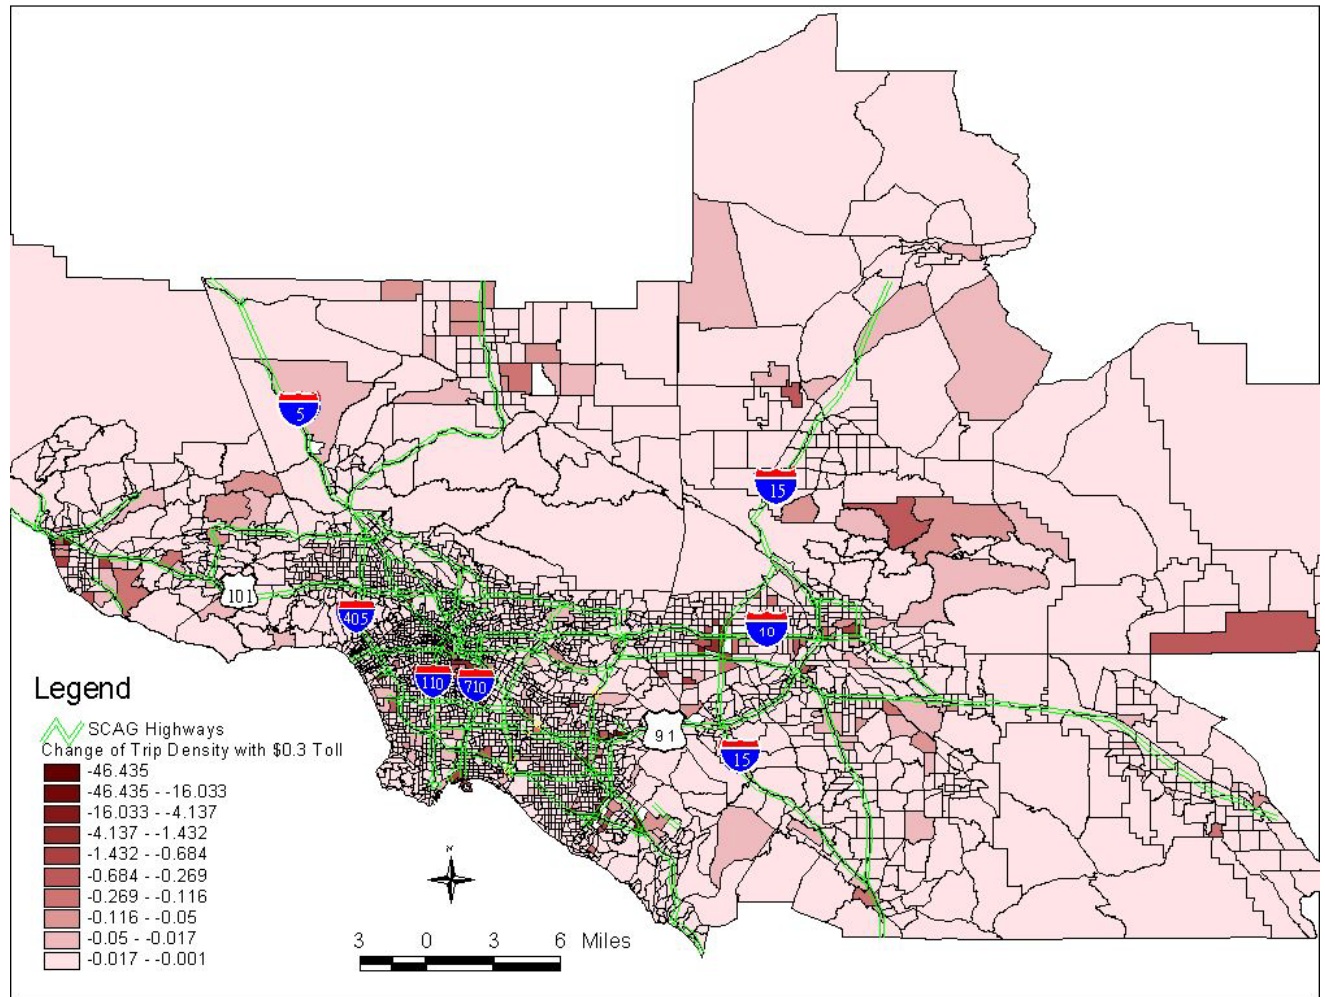 5
15
101
405
10
110
710
91
15
Legend
SCAG Highways
Change of Trip Density with $0.3 Toll
-46.435
-46.435 - -16.033
-16.033 - -4.137
-4.137 - -1.432
-1.432 - -0.684
-0.684 - -0.269
-0.269 - -0.116
-0.116 - -0.05
-0.05 - -0.017
-0.017 - -0.001
N
3 0 3 6 Miles